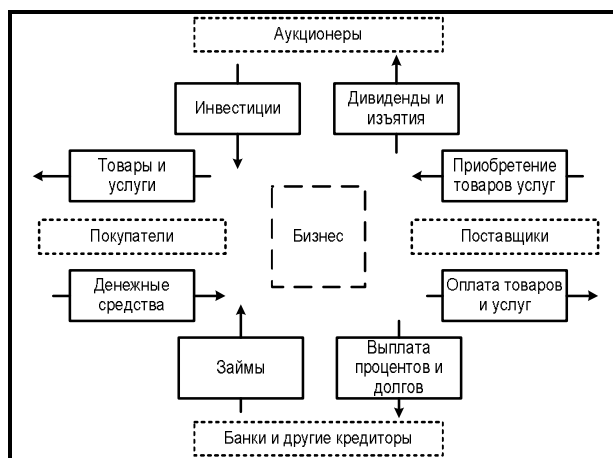 Аукционеры
Инвестиции
Дивиденды и
изъятия
Товары и
услуги
Приобретение
товаров услуг
Покупатели
Бизнес
Поставщики
Денежные
средства
Оплата товаров
и услуг
Займы
Выплата
процентов и
долгов
Банки и другие кредиторы